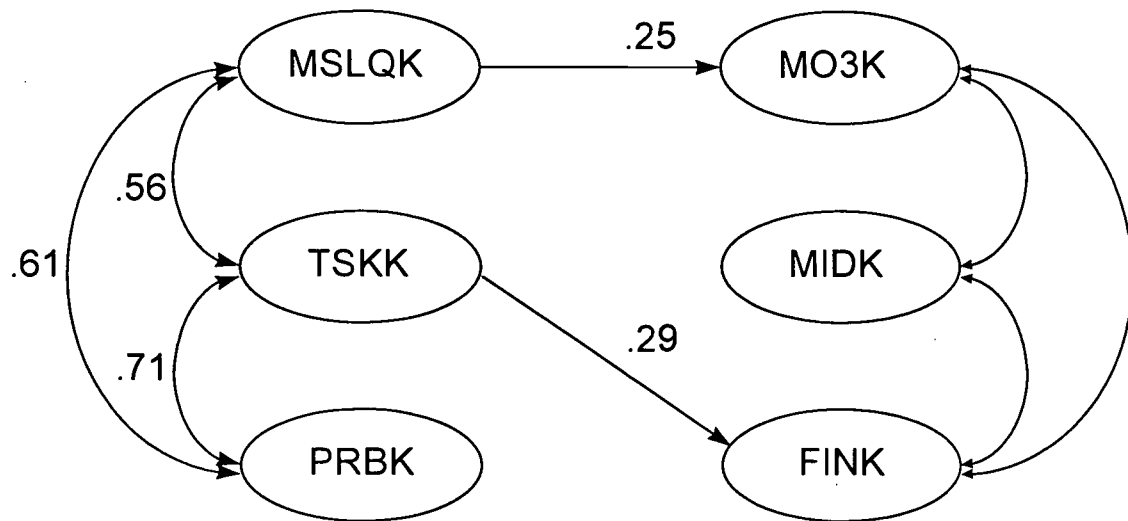 MSLQK
.25
MO3K
.56
.61
TSKK
MIDK
.71
.29
PRBK
FINK